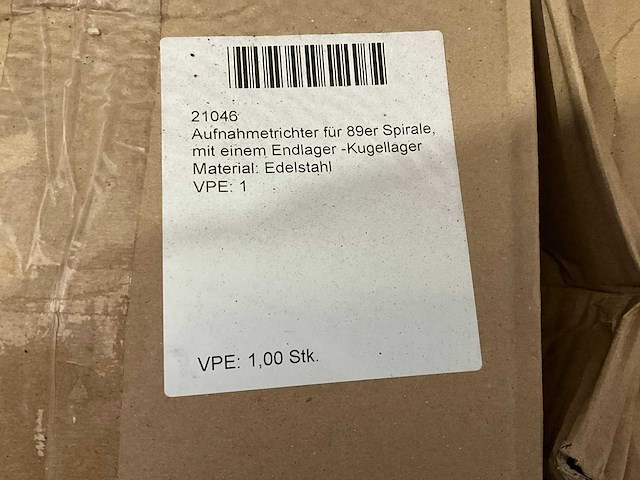 21046
Aufnahmetrichter für 89er Spirale,
mit einem Endlager -Kugellager
Material: Edelstahl
VPE: 1
VPE: 1,00 Stk.